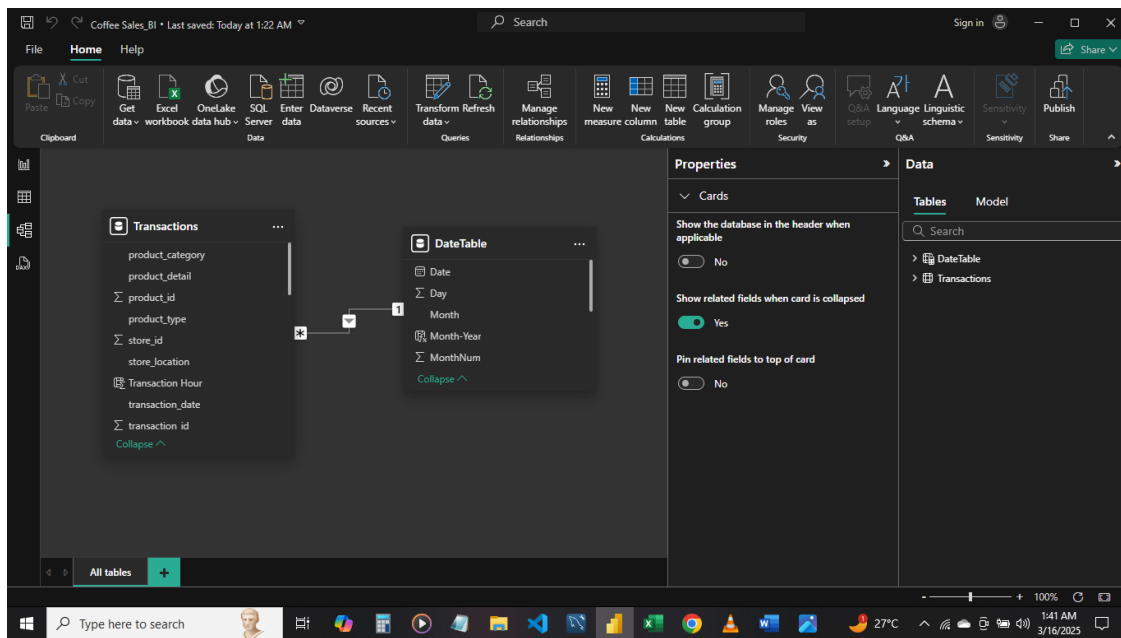 Coffee Sales_BI • Last saved: Today at 1:22 AM
Search
Sign in
File Home Help
Share
Paste
Cut
Copy
Get data
Excel workbook
OneLake data hub
SQL Server
Enter data
Dataverse
Recent sources
Transform data
Refresh
Manage relationships
New measure
New column
New table
Calculation group
Manage roles
View as
Q&A setup
Language
Linguistic schema
Sensitivity
Publish
Clipboard
Data
Queries
Relationships
Calculations
Security
Q&A
Sensitivity
Share
Transactions
product_category
product_detail
product_id
product_type
store_id
store_location
Transaction Hour
transaction_date
transaction_id
Collapse
*
1
DateTable
Date
Day
Month
Month-Year
MonthNum
Collapse
Properties
Cards
Show the database in the header when
applicable
No
Show related fields when card is collapsed
Yes
Pin related fields to top of card
No
Data
Tables Model
Search
DateTable
Transactions
All tables
+
- + 100%
Type here to search
27°C
1:41 AM
3/16/2025